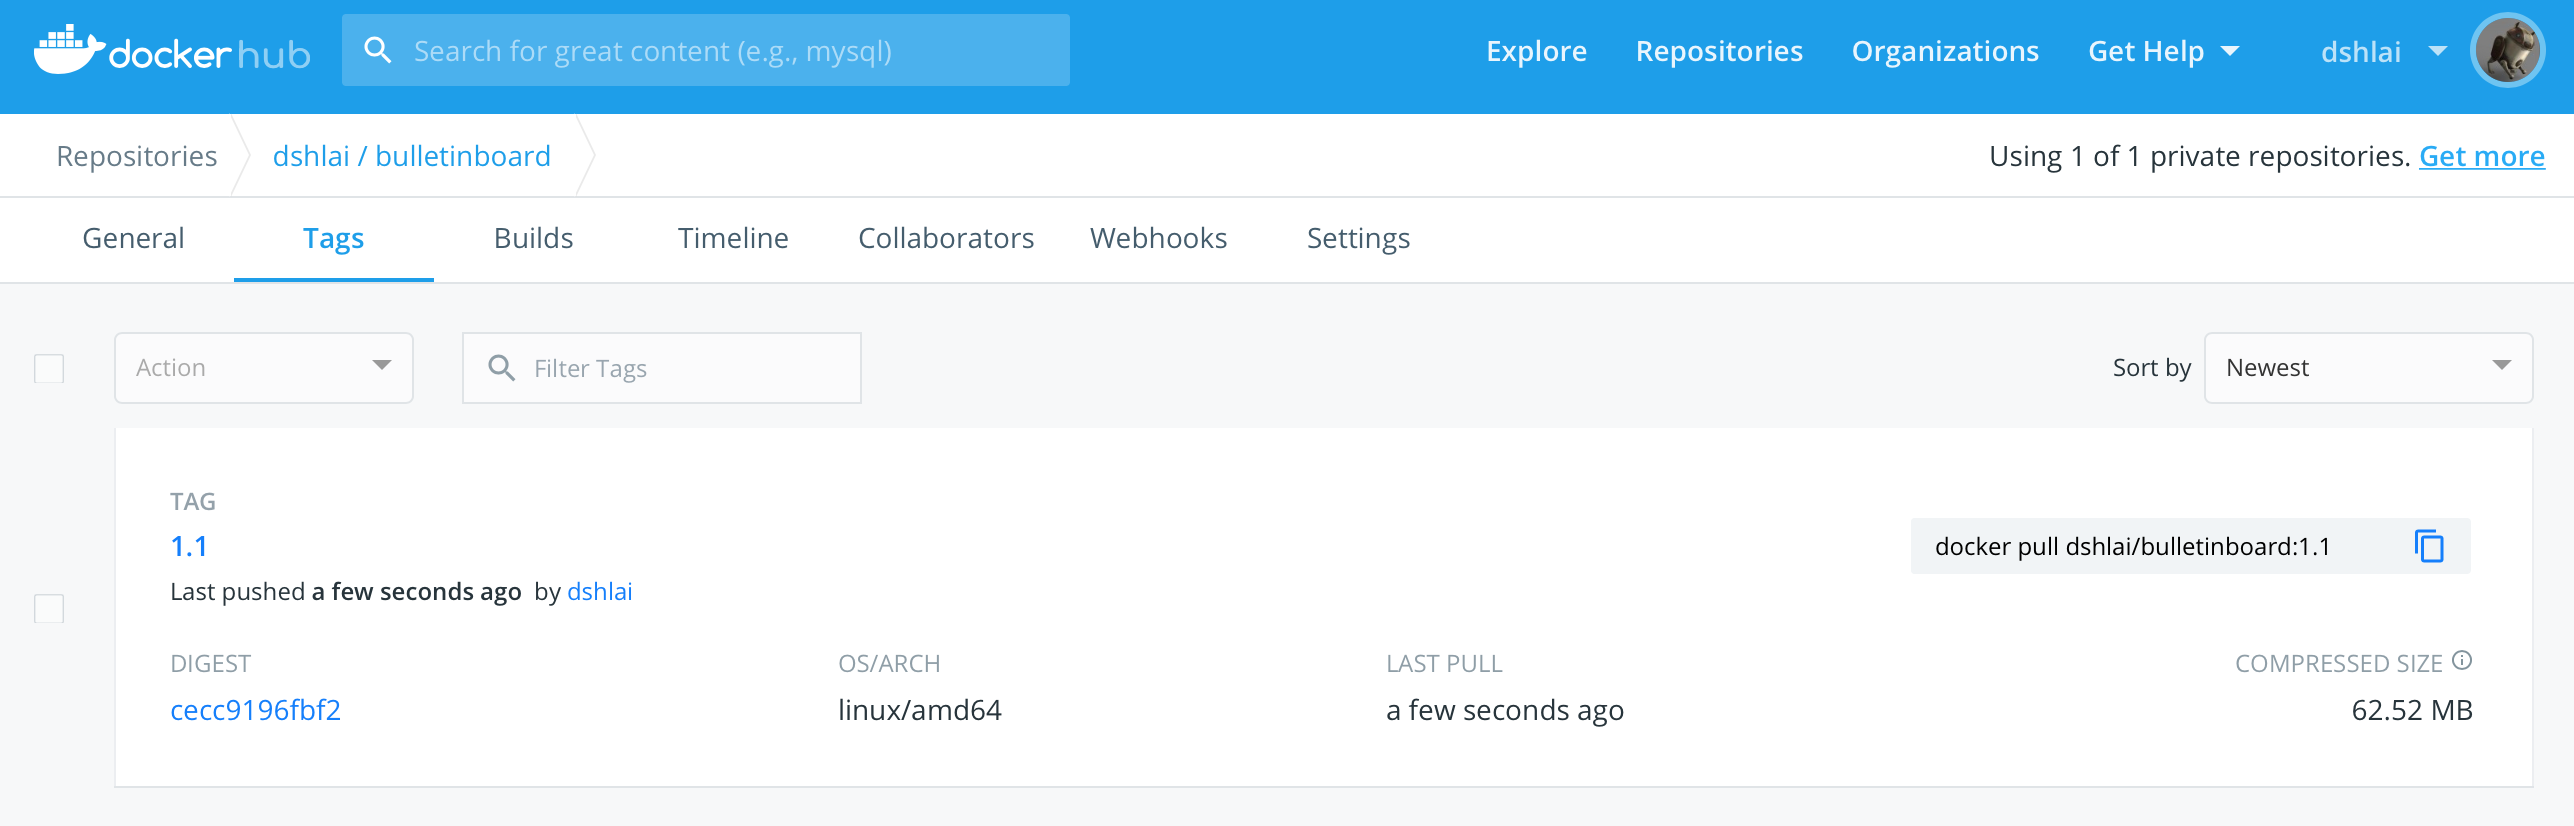 docker hub
Search for great content (e.g., mysql)
Explore
Repositories
Organizations
Get Help
dshlai
Repositories
dshlai / bulletinboard
Using 1 of 1 private repositories. Get more
General
Tags
Builds
Timeline
Collaborators
Webhooks
Settings
Action
Filter Tags
Sort by
Newest
TAG
1.1
docker pull dshlai/bulletinboard:1.1
Last pushed a few seconds ago by dshlai
DIGEST
OS/ARCH
LAST PULL
COMPRESSED SIZE
cecc9196fbf2
linux/amd64
a few seconds ago
62.52 MB